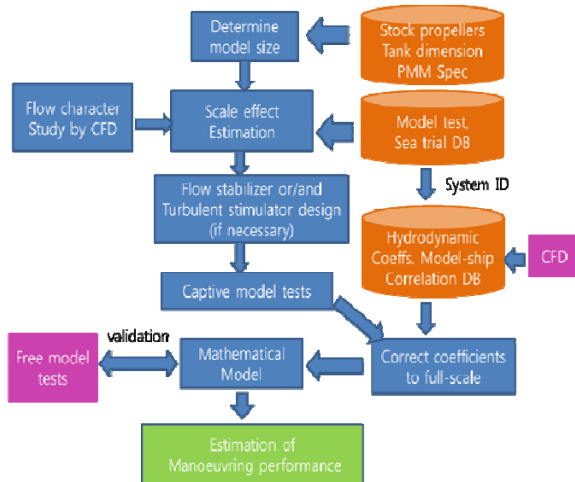 Determine
model size
Stock propellers
Tank dimension
PMM Spec
Flow character
Study by CFD
Scale effect
Estimation
Model test,
Sea trial DB
System ID
Flow stabilizer or/and
Turbulent stimulator design
(if necessary)
Hydrodynamic
Coeffs. Model-ship
Correlation DB
CFD
Captive model tests
validation
Free model
tests
Mathematical
Model
Correct coefficients
to full-scale
Estimation of
Manoeuvring performance